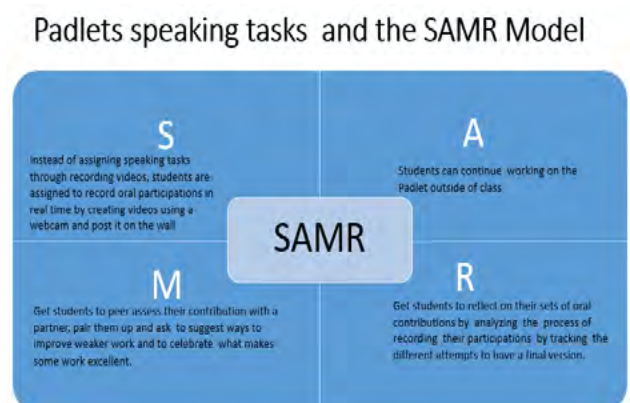 Padlets speaking tasks and the SAMR Model
S
Instead of assigning speaking tasks
through recording videos, students are
assigned to record oral participations in
real time by creating videos using a
webcam and post it on the wall
A
Students can continue working on the
Padlet outside of class
SAMR
M
Get students to peer assess their contribution with a
partner, pair them up and ask to suggest ways to
improve weaker work and to celebrate what makes
some work excellent.
R
Get students to reflect on their sets of oral
contributions by analyzing the process of
recording their participations by tracking the
different attempts to have a final version.